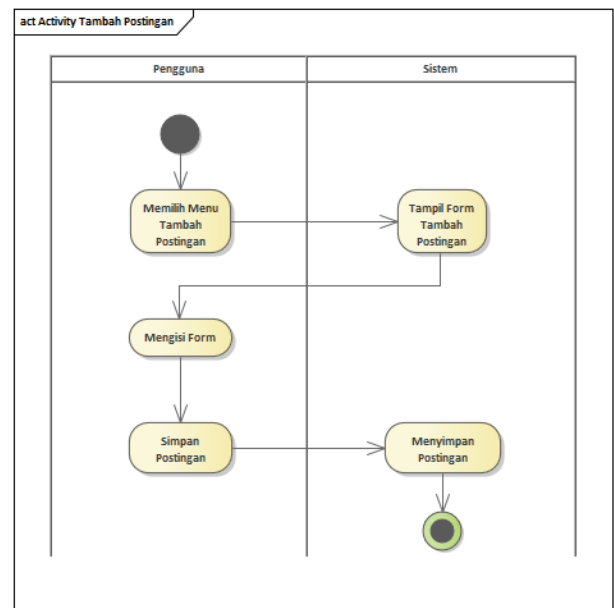 act Activity Tambah Postingan
Pengguna
Sistem
Memilih Menu
Tambah
Postingan
Tampil Form
Tambah
Postingan
Mengisi Form
Simpan
Postingan
Menyimpan
Postingan